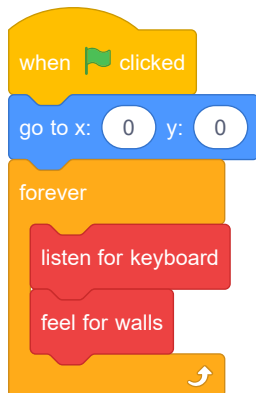 when clicked
go to x: 0 y: 0
forever
listen for keyboard
feel for walls